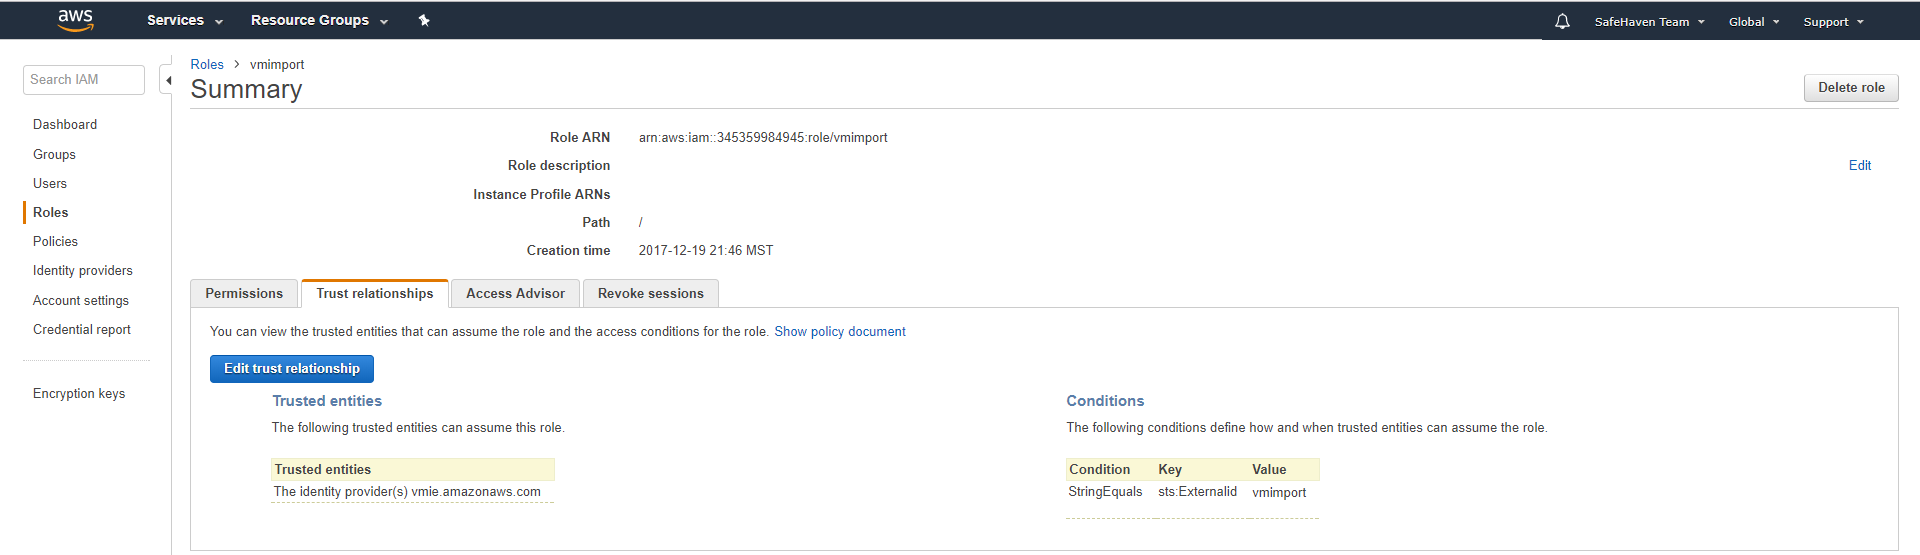 aws Services Resource Groups SafeHaven Team Global Support
Search IAM
Dashboard
Groups
Users
Roles
Policies
Identity providers
Account settings
Credential report
Encryption keys
Roles > vmimport
Summary
Delete role
Role ARN arn:aws:iam::345359984945:role/vmimport
Role description Edit
Instance Profile ARNs
Path /
Creation time 2017-12-19 21:46 MST
Permissions Trust relationships Access Advisor Revoke sessions
You can view the trusted entities that can assume the role and the access conditions for the role. Show policy document
Edit trust relationship
Trusted entities
The following trusted entities can assume this role.
Trusted entities
The identity provider(s) vmie.amazonaws.com
Conditions
The following conditions define how and when trusted entities can assume the role.
Condition Key Value
StringEquals sts:Externalid vmimport